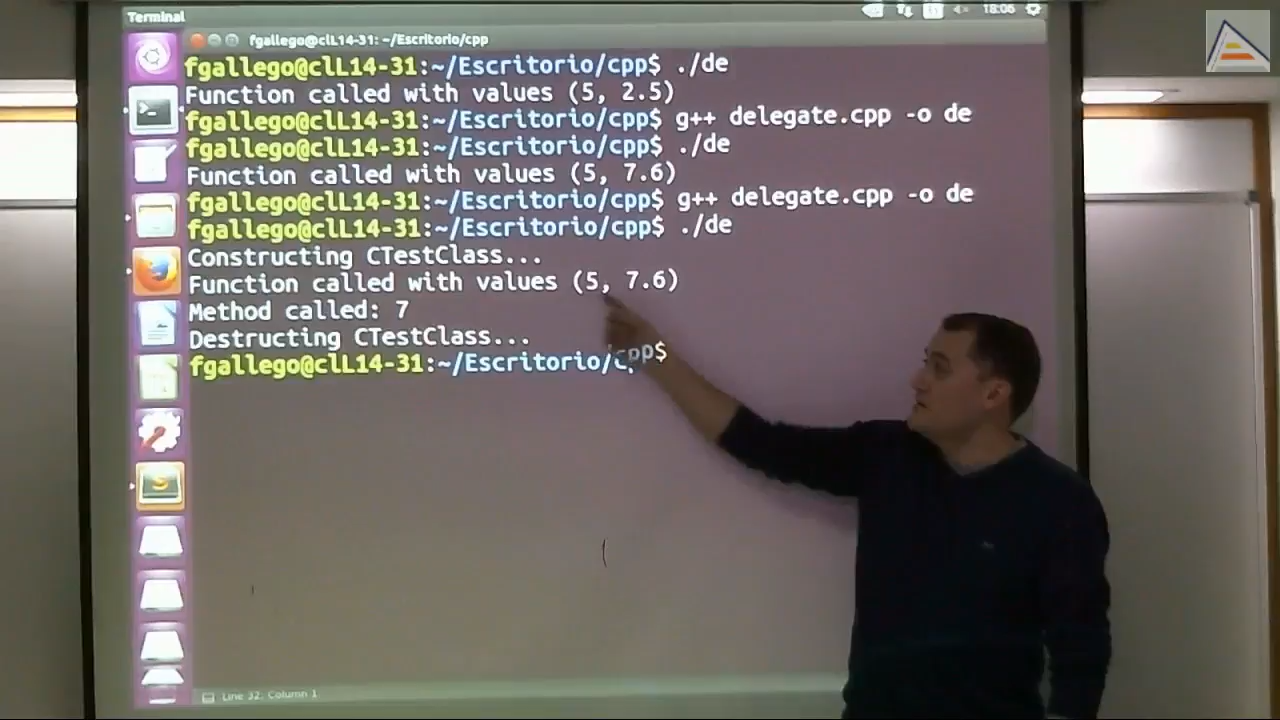 Terminal
18:06
fgallego@clL14-31: ~/Escritorio/cpp
fgallego@clL14-31:~/Escritorio/cpp$ ./de
Function called with values (5, 2.5)
fgallego@clL14-31:~/Escritorio/cpp$ g++ delegate.cpp -o de
fgallego@clL14-31:~/Escritorio/cpp$ ./de
Function called with values (5, 7.6)
fgallego@clL14-31:~/Escritorio/cpp$ g++ delegate.cpp -o de
fgallego@clL14-31:~/Escritorio/cpp$ ./de
Constructing CTestClass...
Function called with values (5, 7.6)
Method called: 7
Destructing CTestClass...
fgallego@clL14-31:~/Escritorio/cpp$
Line 32, Column 1